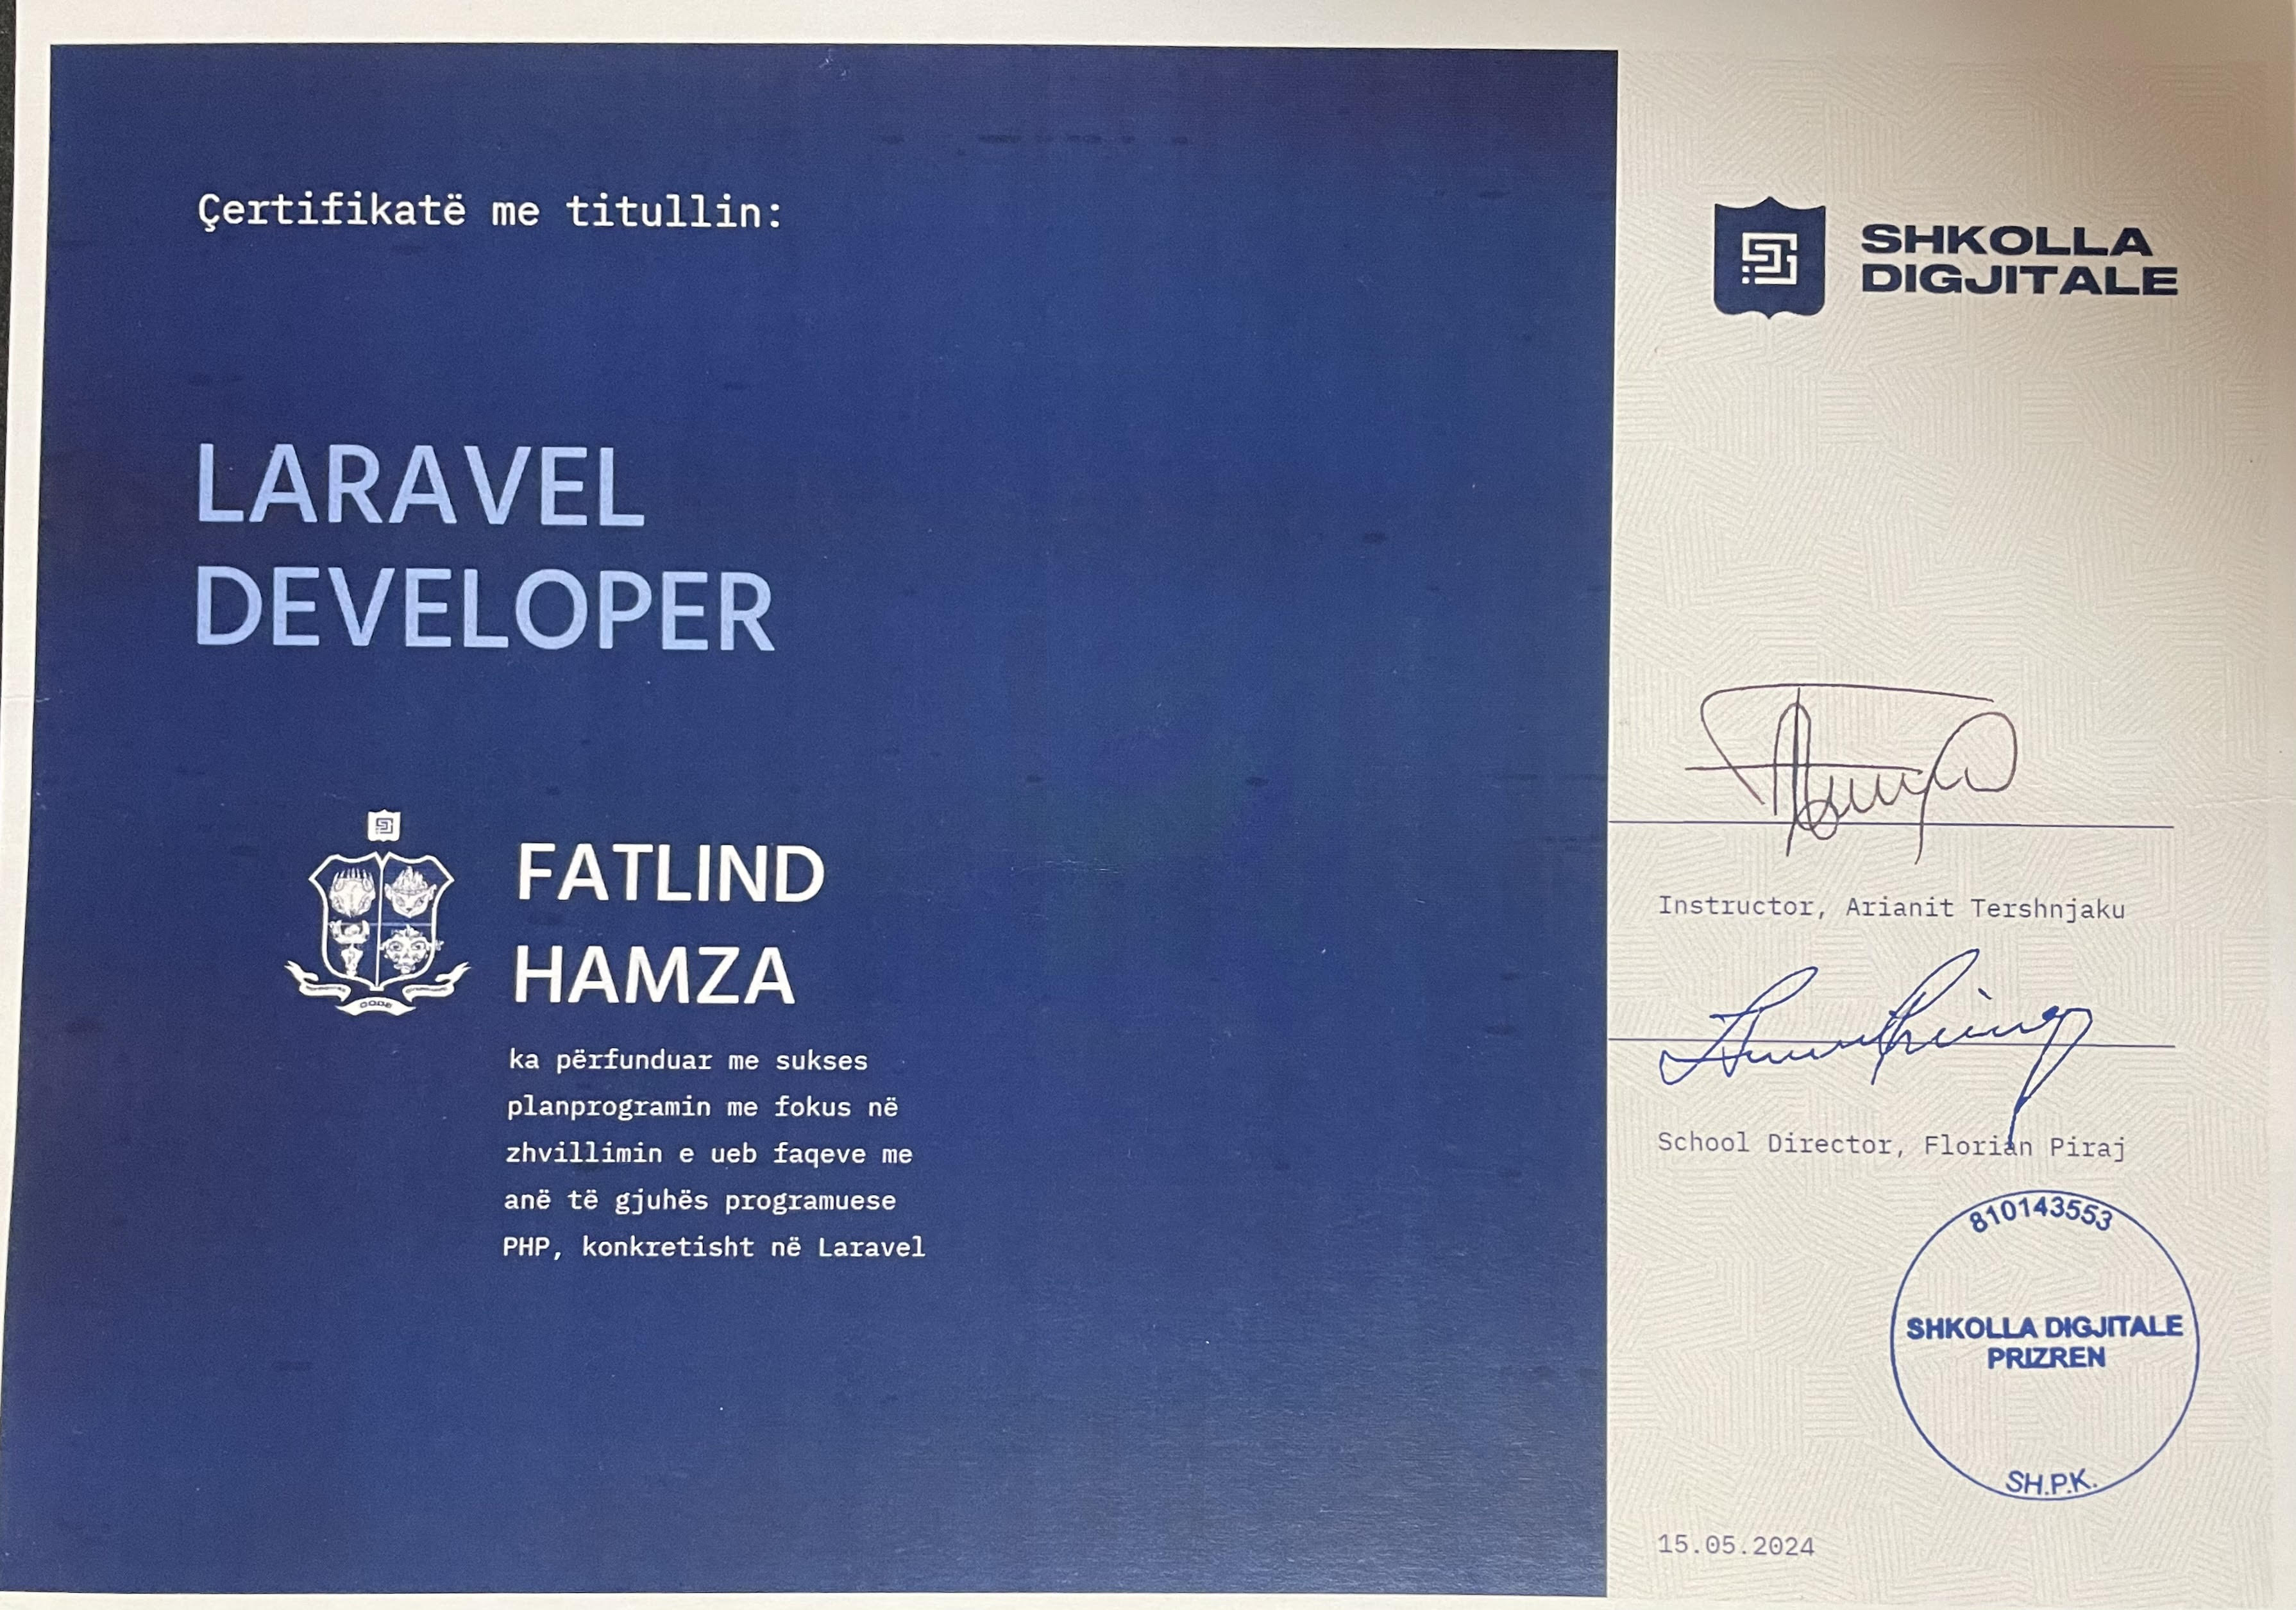 Çertifikatë me titullin:
LARAVEL
DEVELOPER
FATLIND
HAMZA
ka përfunduar me sukses
planprogramin me fokus në
zhvillimin e ueb faqeve me
anë të gjuhës programuese
PHP, konkretisht në Laravel
CODE
SHKOLLA
DIGJITALE
Instructor, Arianit Tershnjaku
School Director, Florian Piraj
810143553
SHKOLLA DIGJITALE
PRIZREN
SH.P.K.
15.05.2024